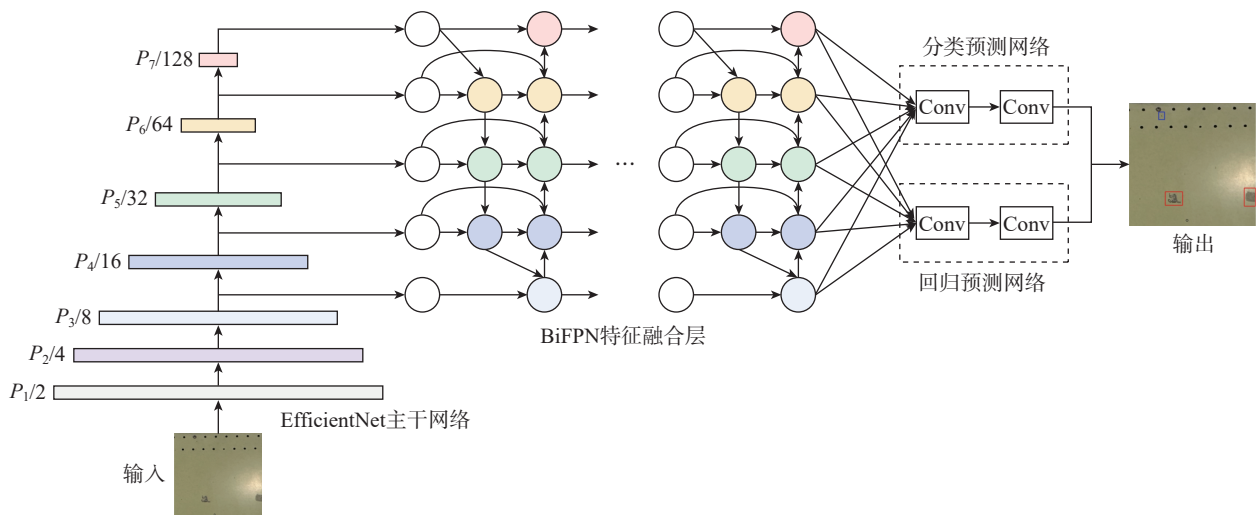 P7/128
P6/64
P5/32
P4/16
P3/8
P2/4
P1/2
输入
EfficientNet主干网络
BiFPN特征融合层
…
分类预测网络
Conv
Conv
Conv
Conv
回归预测网络
输出